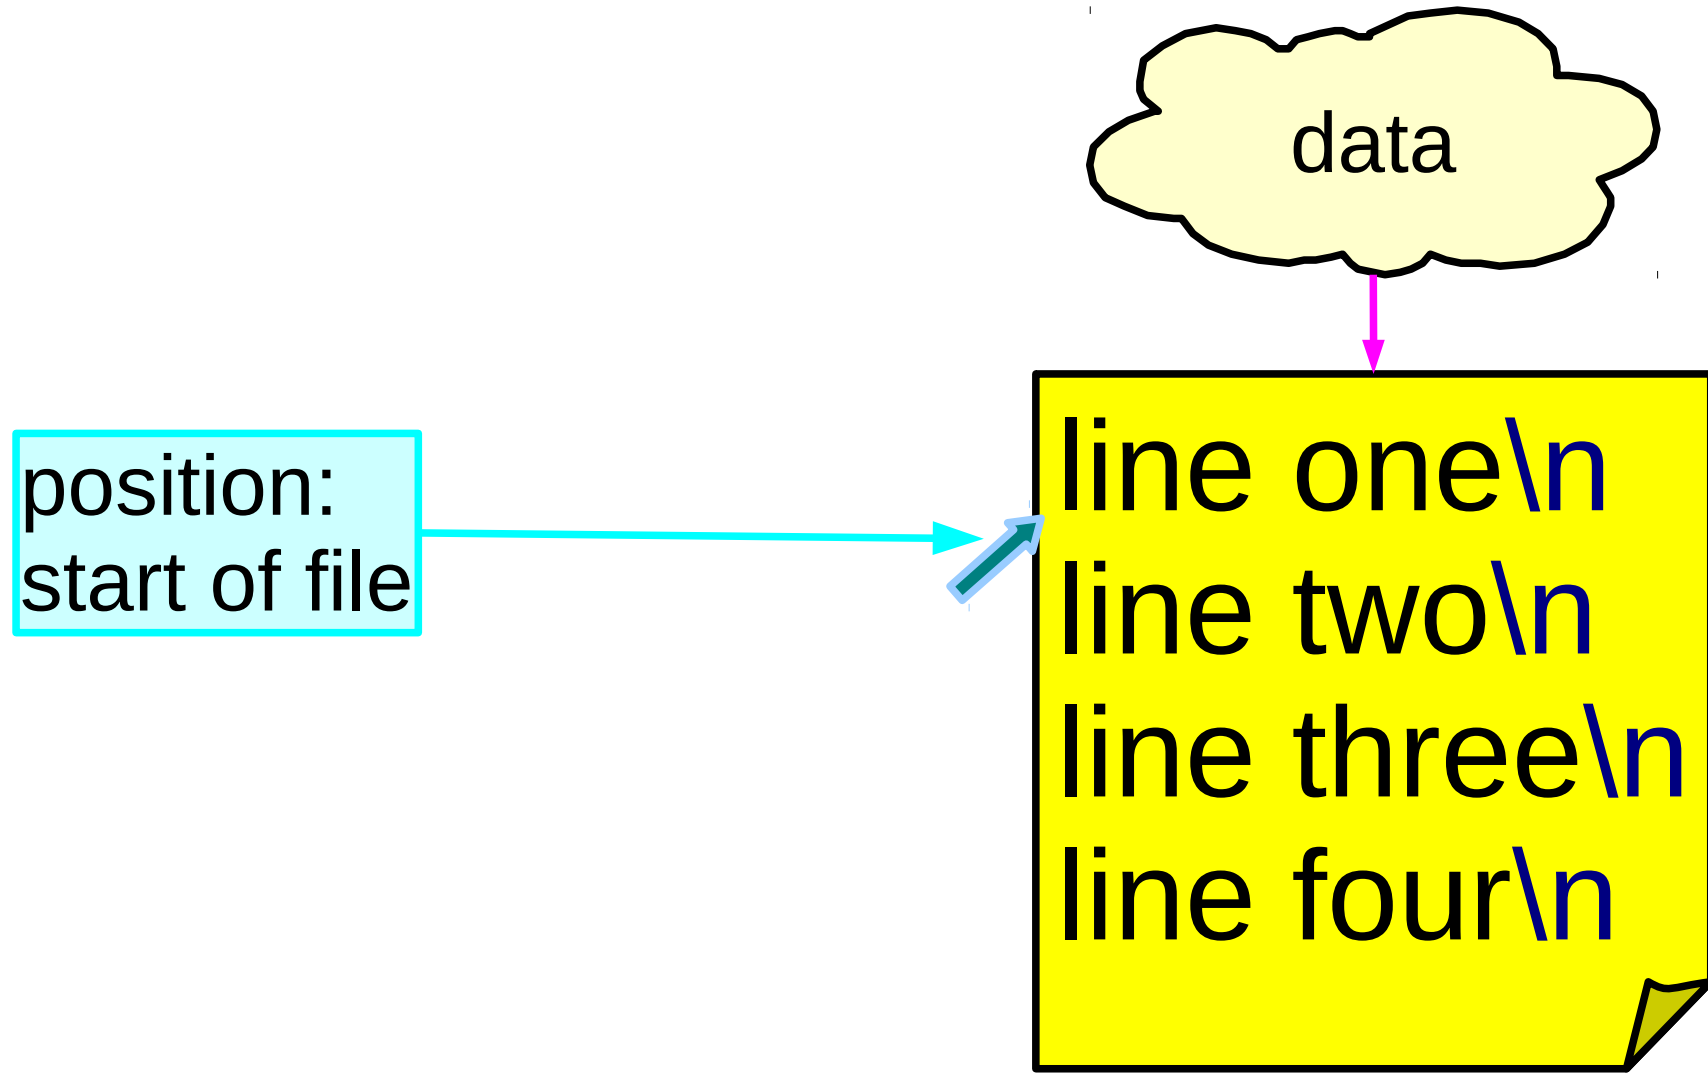 data
position:
start of file
line one\n
line two\n
line three\n
line four\n